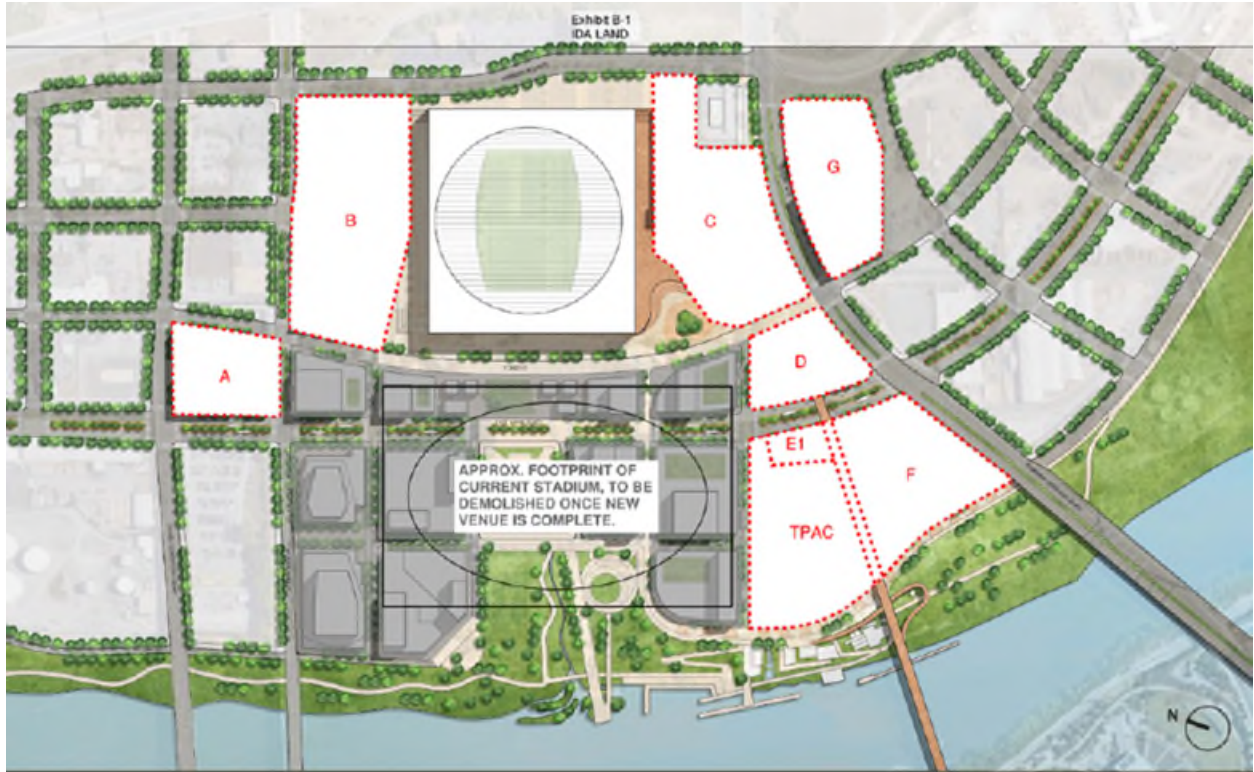 Exhibit B-1
IDA LAND
B
C
G
A
D
E1
F
TPAC
APPROX. FOOTPRINT OF
CURRENT STADIUM, TO BE
DEMOLISHED ONCE NEW
VENUE IS COMPLETE.
N